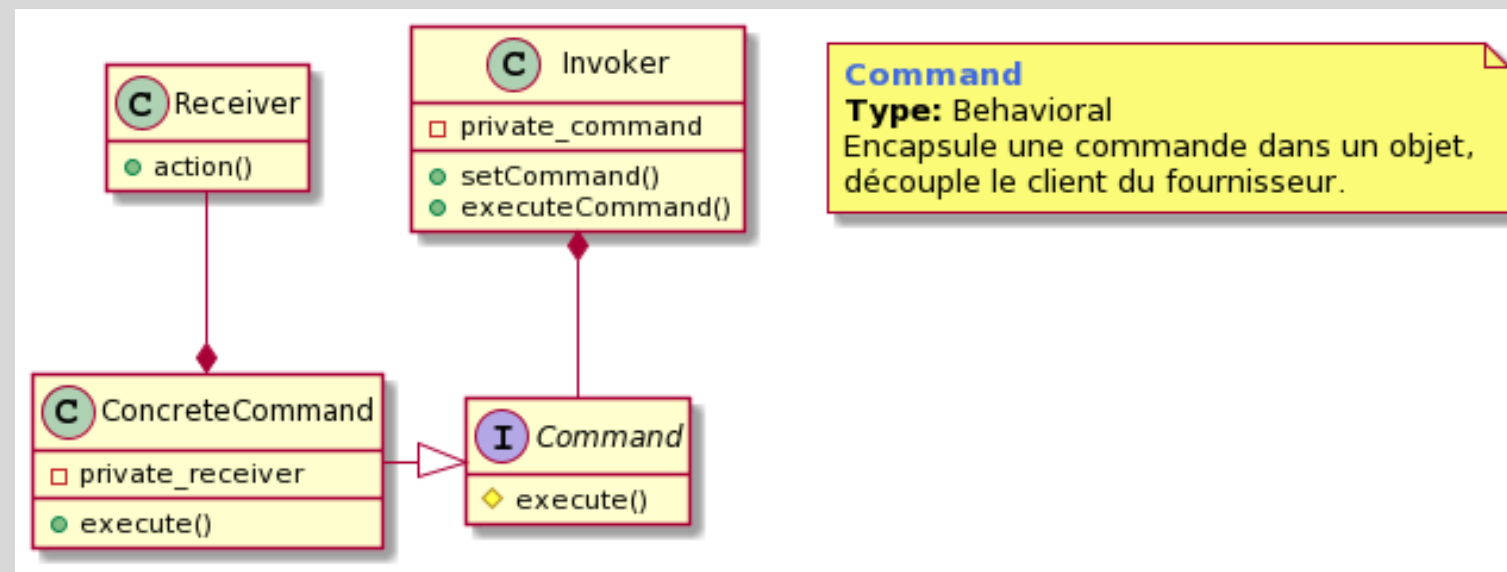 C Receiver
action()
C Invoker
private_command
setCommand()
executeCommand()
Command
Type: Behavioral
Encapsule une commande dans un objet,
découple le client du fournisseur.
C ConcreteCommand
private_receiver
execute()
I Command
execute()